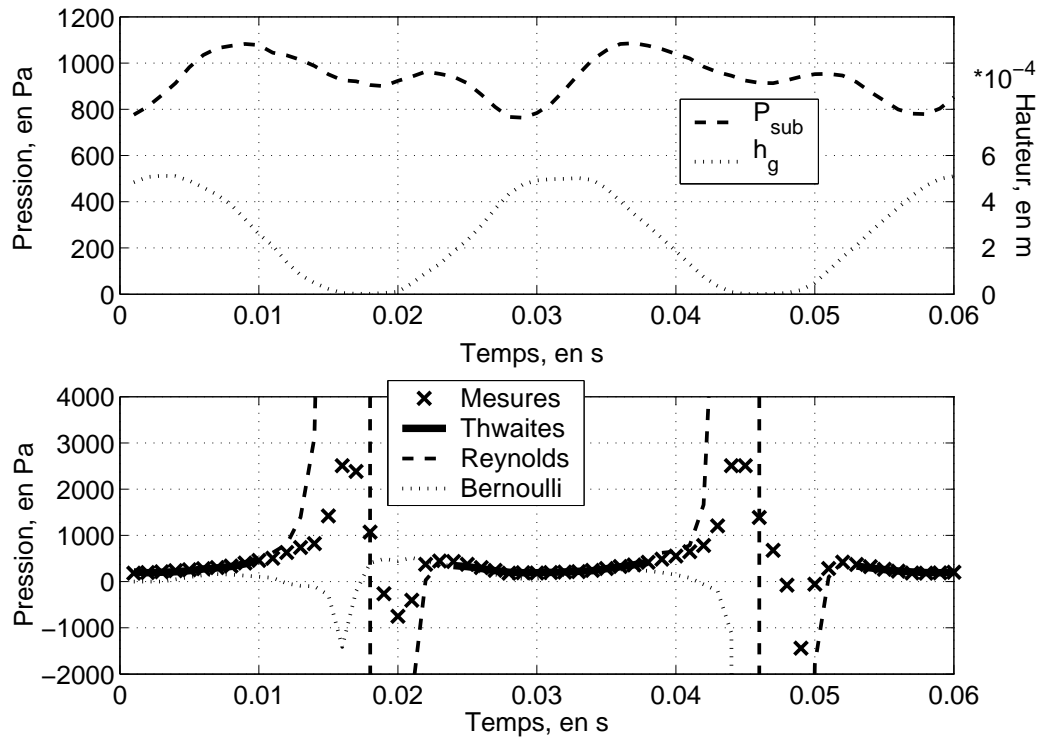 1200
1000
800
600
400
200
0
Pression, en Pa
*10^-4
6
4
2
0
Hauteur, en m
P_sub
h_g
0 0.01 0.02 0.03 0.04 0.05 0.06
Temps, en s
4000
3000
2000
1000
0
−1000
−2000
Pression, en Pa
Mesures
Thwaites
Reynolds
Bernoulli
0 0.01 0.02 0.03 0.04 0.05 0.06
Temps, en s